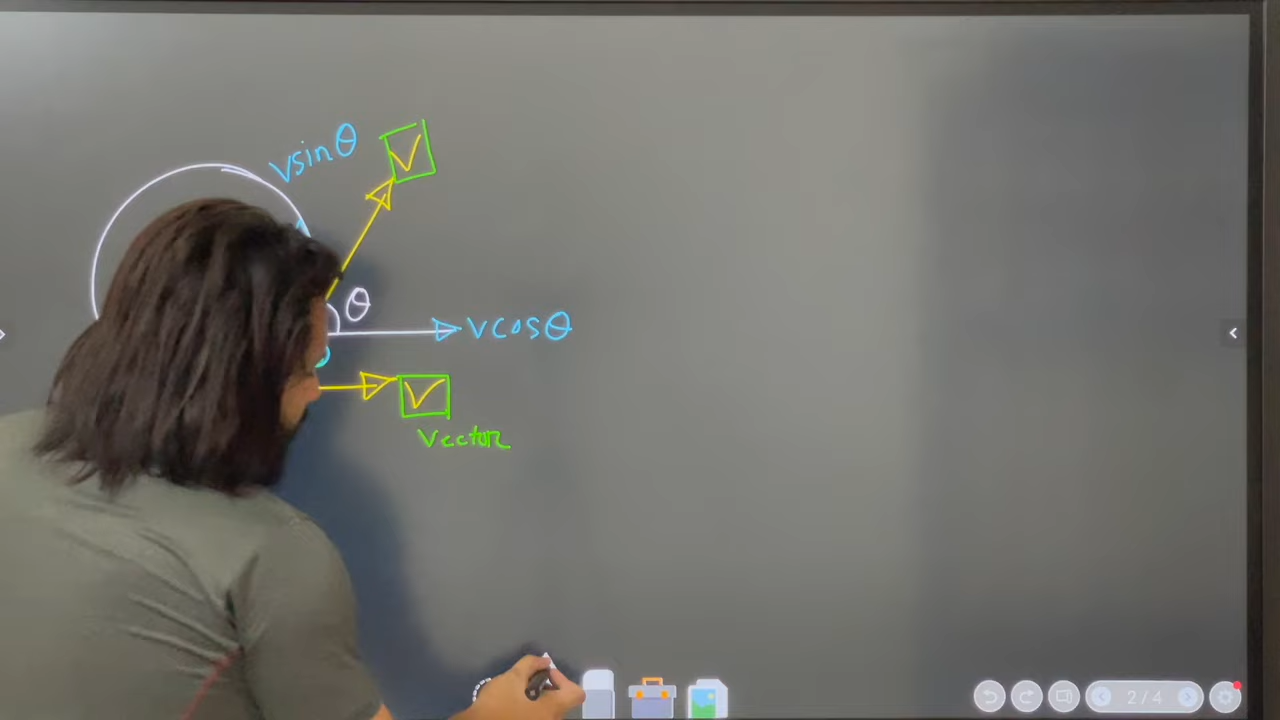 vsinθ
V
θ
vcosθ
V
Vector
2/4